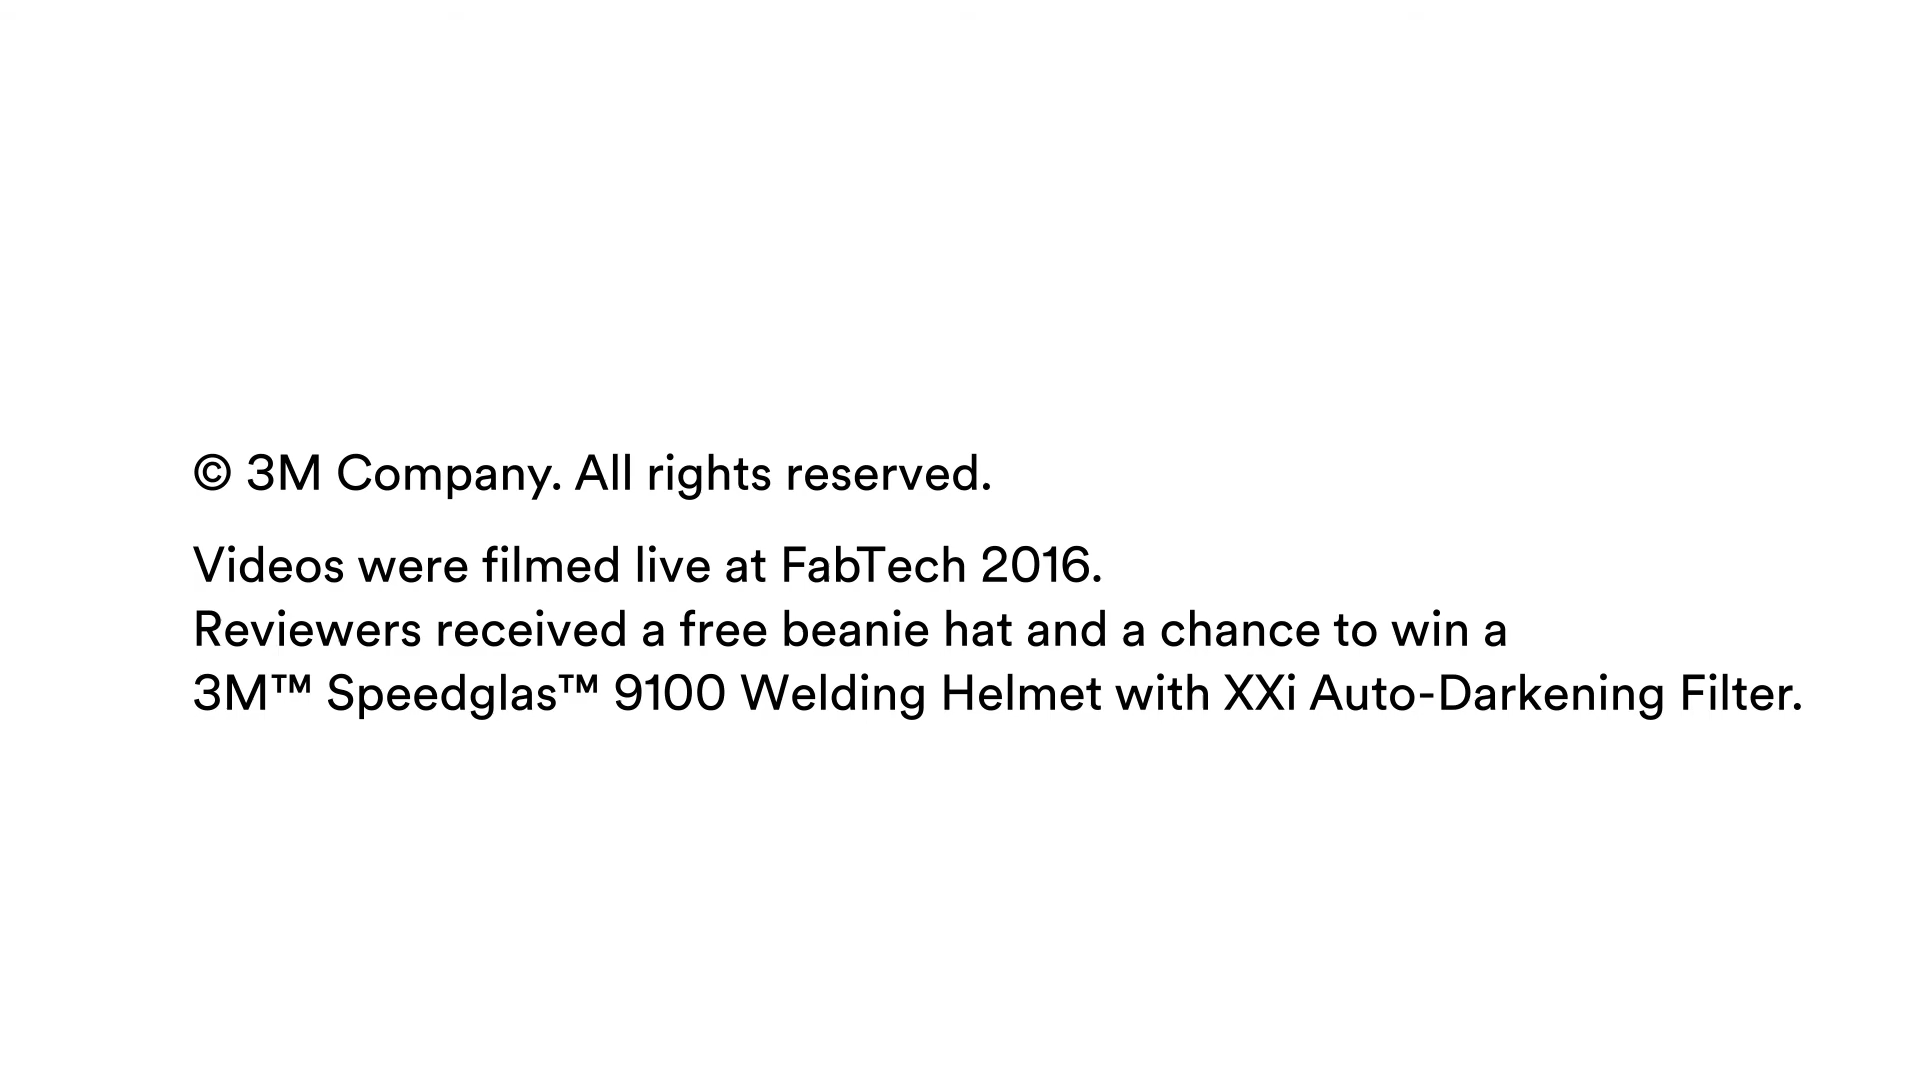 © 3M Company. All rights reserved.
Videos were filmed live at FabTech 2016.
Reviewers received a free beanie hat and a chance to win a
3M™ Speedglas™ 9100 Welding Helmet with XXi Auto-Darkening Filter.